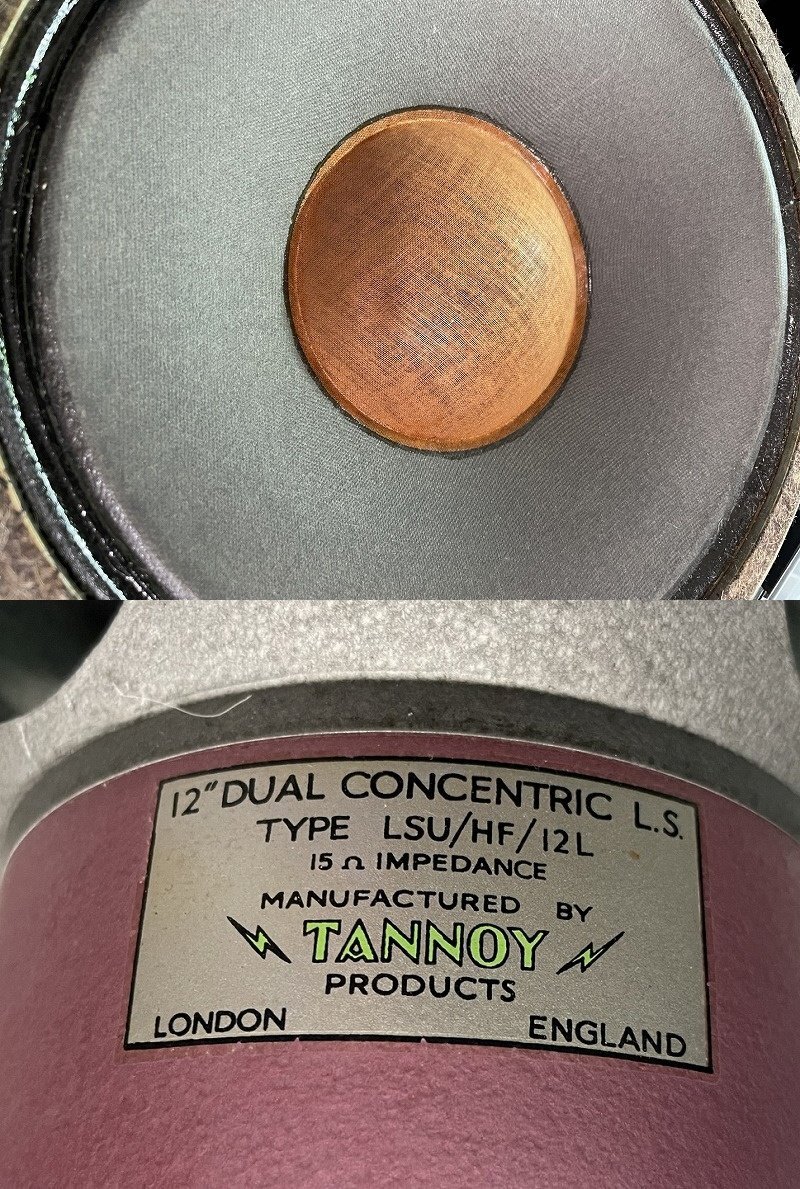 12" DUAL CONCENTRIC L.S.
TYPE LSU/HF/12L
15 Ω IMPEDANCE
MANUFACTURED BY
TANNOY
PRODUCTS
LONDON ENGLAND